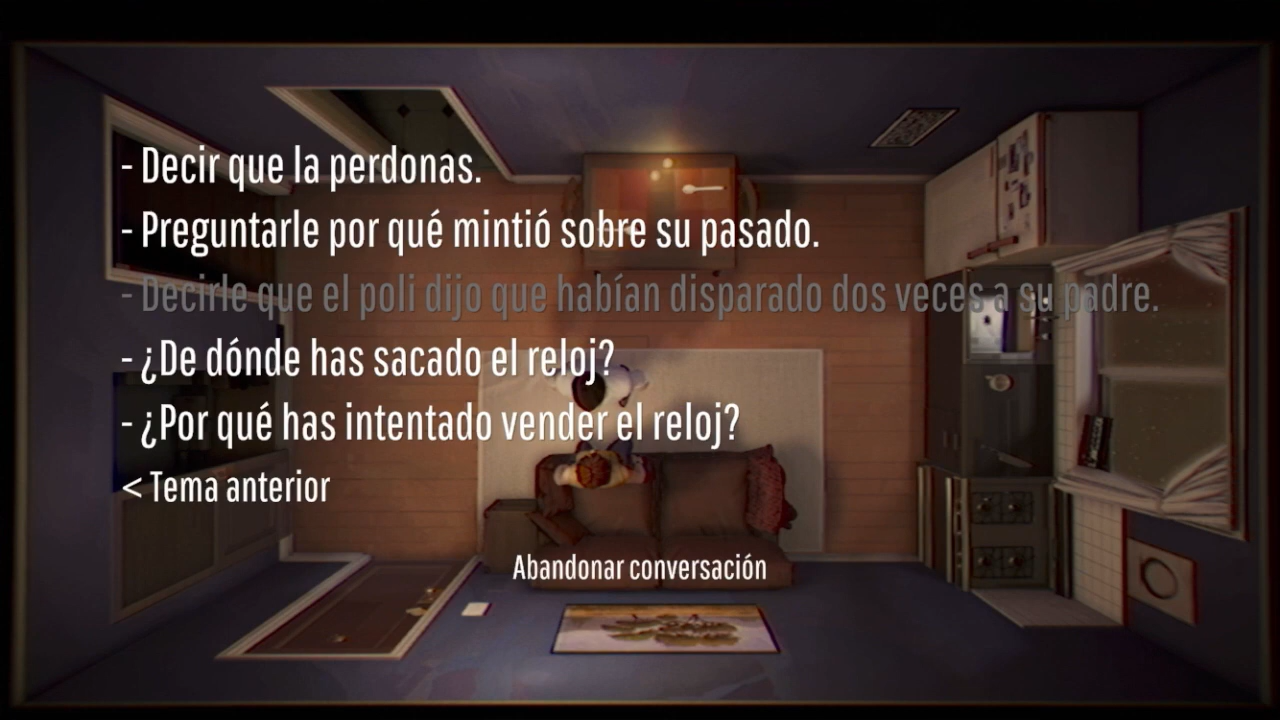 - Decir que la perdonas.
- Preguntarle por qué mintió sobre su pasado.
- Decirle que el poli dijo que habían disparado dos veces a su padre.
- ¿De dónde has sacado el reloj?
- ¿Por qué has intentado vender el reloj?
< Tema anterior
Abandonar conversación